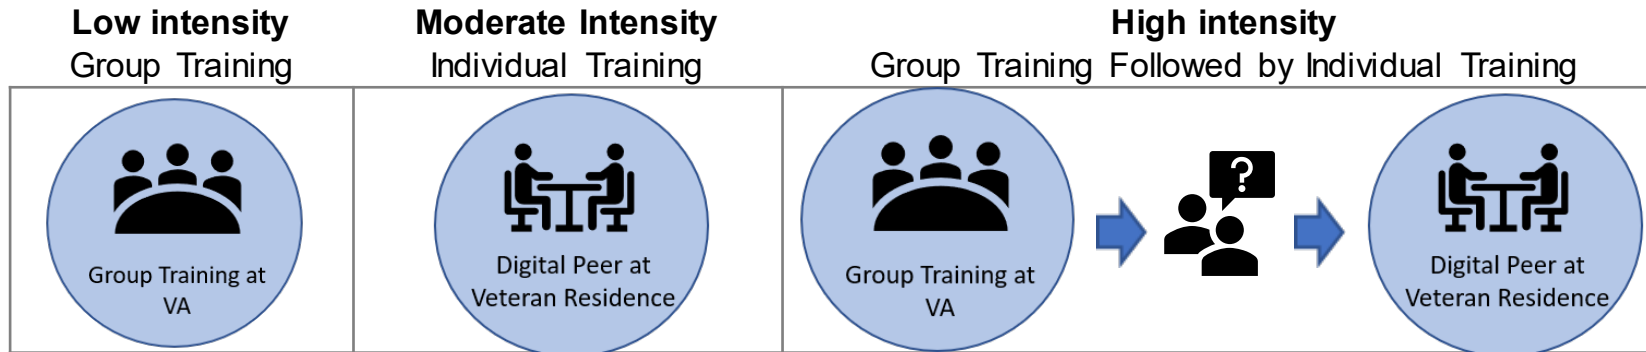 Low intensity
Group Training
Moderate Intensity
Individual Training
High intensity
Group Training Followed by Individual Training
Group Training at
VA
Digital Peer at
Veteran Residence
Group Training at
VA
?
Digital Peer at
Veteran Residence